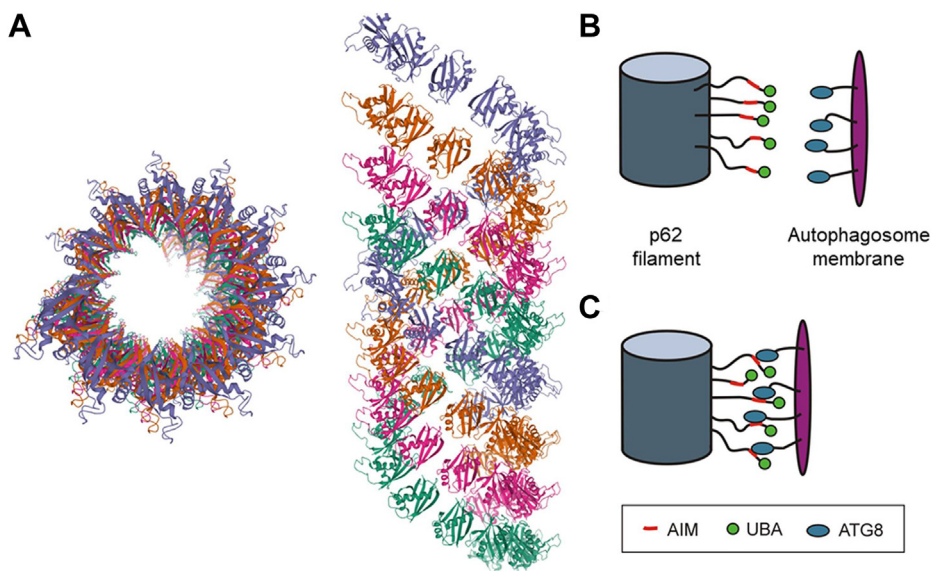 A
B
p62
filament
Autophagosome
membrane
C
AIM
UBA
ATG8